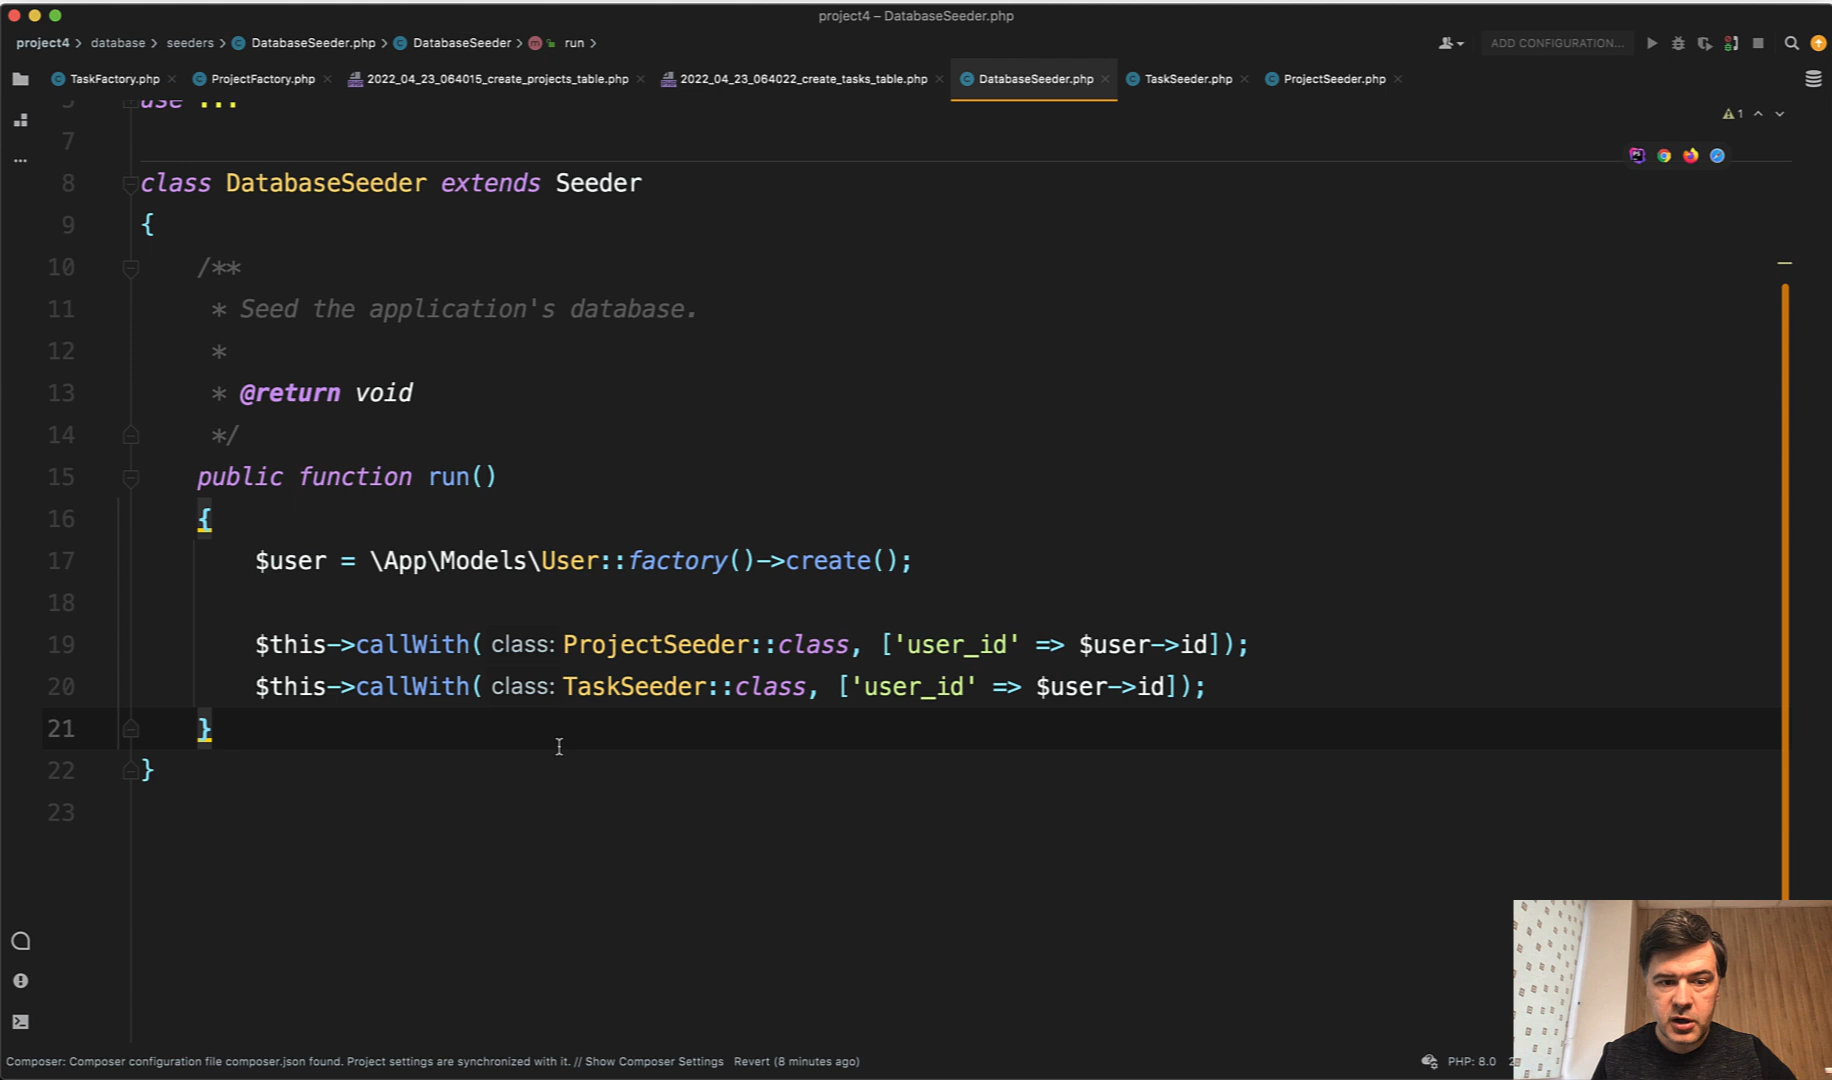 project4 – DatabaseSeeder.php
project4 database seeders DatabaseSeeder.php DatabaseSeeder m run
ADD CONFIGURATION...
TaskFactory.php ProjectFactory.php 2022_04_23_064015_create_projects_table.php 2022_04_23_064022_create_tasks_table.php DatabaseSeeder.php TaskSeeder.php ProjectSeeder.php
5 use ...
1
7
8 class DatabaseSeeder extends Seeder
9 {
10 /**
11 * Seed the application's database.
12 *
13 * @return void
14 */
15 public function run()
16 {
17 $user = \App\Models\User::factory()->create();
18
19 $this->callWith( class: ProjectSeeder::class, ['user_id' => $user->id]);
20 $this->callWith( class: TaskSeeder::class, ['user_id' => $user->id]);
21 }
22 }
23
Composer: Composer configuration file composer.json found. Project settings are synchronized with it. // Show Composer Settings Revert (8 minutes ago)
PHP: 8.0